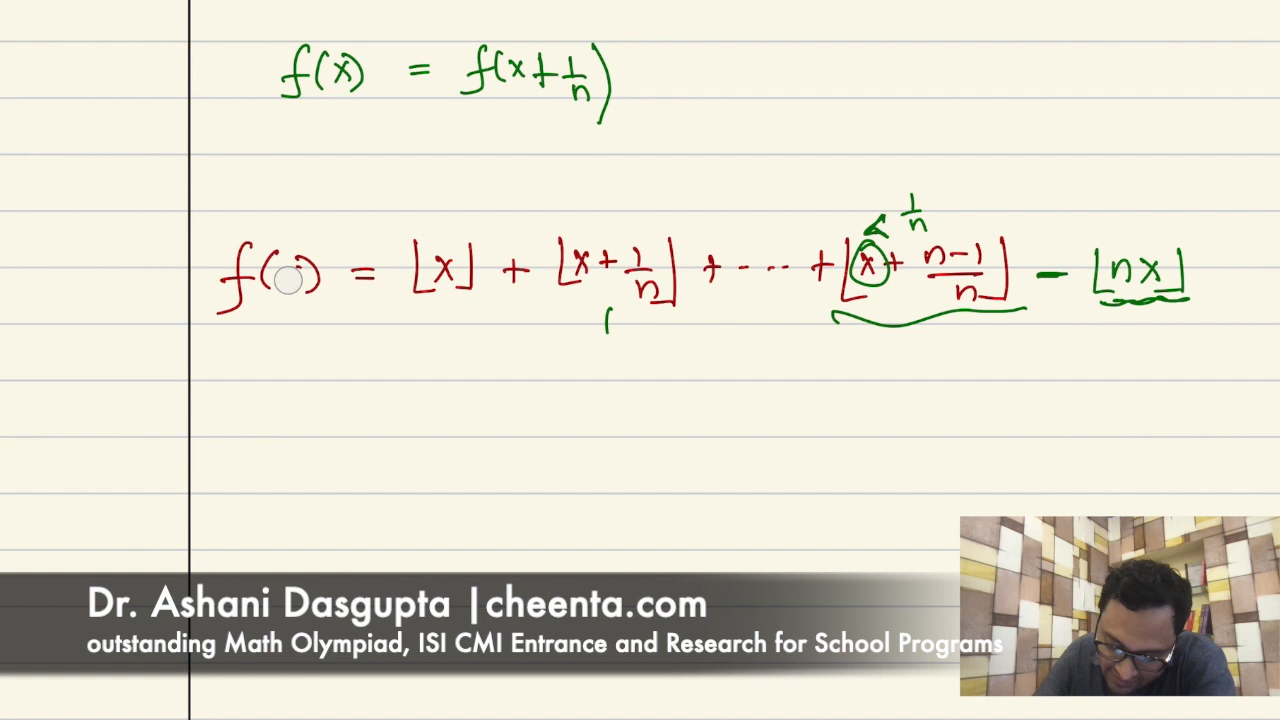 f(x) = f(x+1/n)
< 1/n
f( ) = ⌊x⌋ + ⌊x + 1/n⌋ + ... + ⌊x + n-1/n⌋ - ⌊nx⌋
Dr. Ashani Dasgupta | cheenta.com
outstanding Math Olympiad, ISI CMI Entrance and Research for School Programs